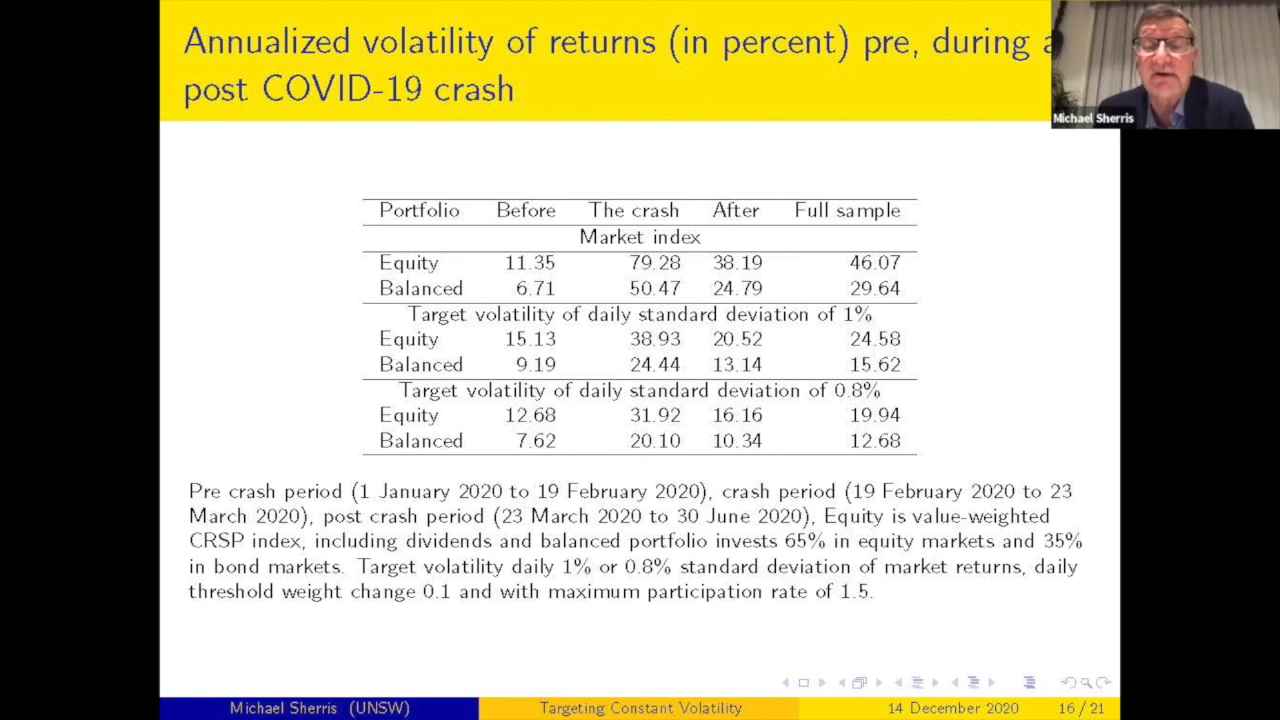 Annualized volatility of returns (in percent) pre, during
post COVID-19 crash
Michael Sherris
Portfolio Before The crash After Full sample
Market index
Equity 11.35 79.28 38.19 46.07
Balanced 6.71 50.47 24.79 29.64
Target volatility of daily standard deviation of 1%
Equity 15.13 38.93 20.52 24.58
Balanced 9.19 24.44 13.14 15.62
Target volatility of daily standard deviation of 0.8%
Equity 12.68 31.92 16.16 19.94
Balanced 7.62 20.10 10.34 12.68
Pre crash period (1 January 2020 to 19 February 2020), crash period (19 February 2020 to 23
March 2020), post crash period (23 March 2020 to 30 June 2020), Equity is value-weighted
CRSP index, including dividends and balanced portfolio invests 65% in equity markets and 35%
in bond markets. Target volatility daily 1% or 0.8% standard deviation of market returns, daily
threshold weight change 0.1 and with maximum participation rate of 1.5.
Michael Sherris (UNSW) Targeting Constant Volatility 14 December 2020 16 / 21